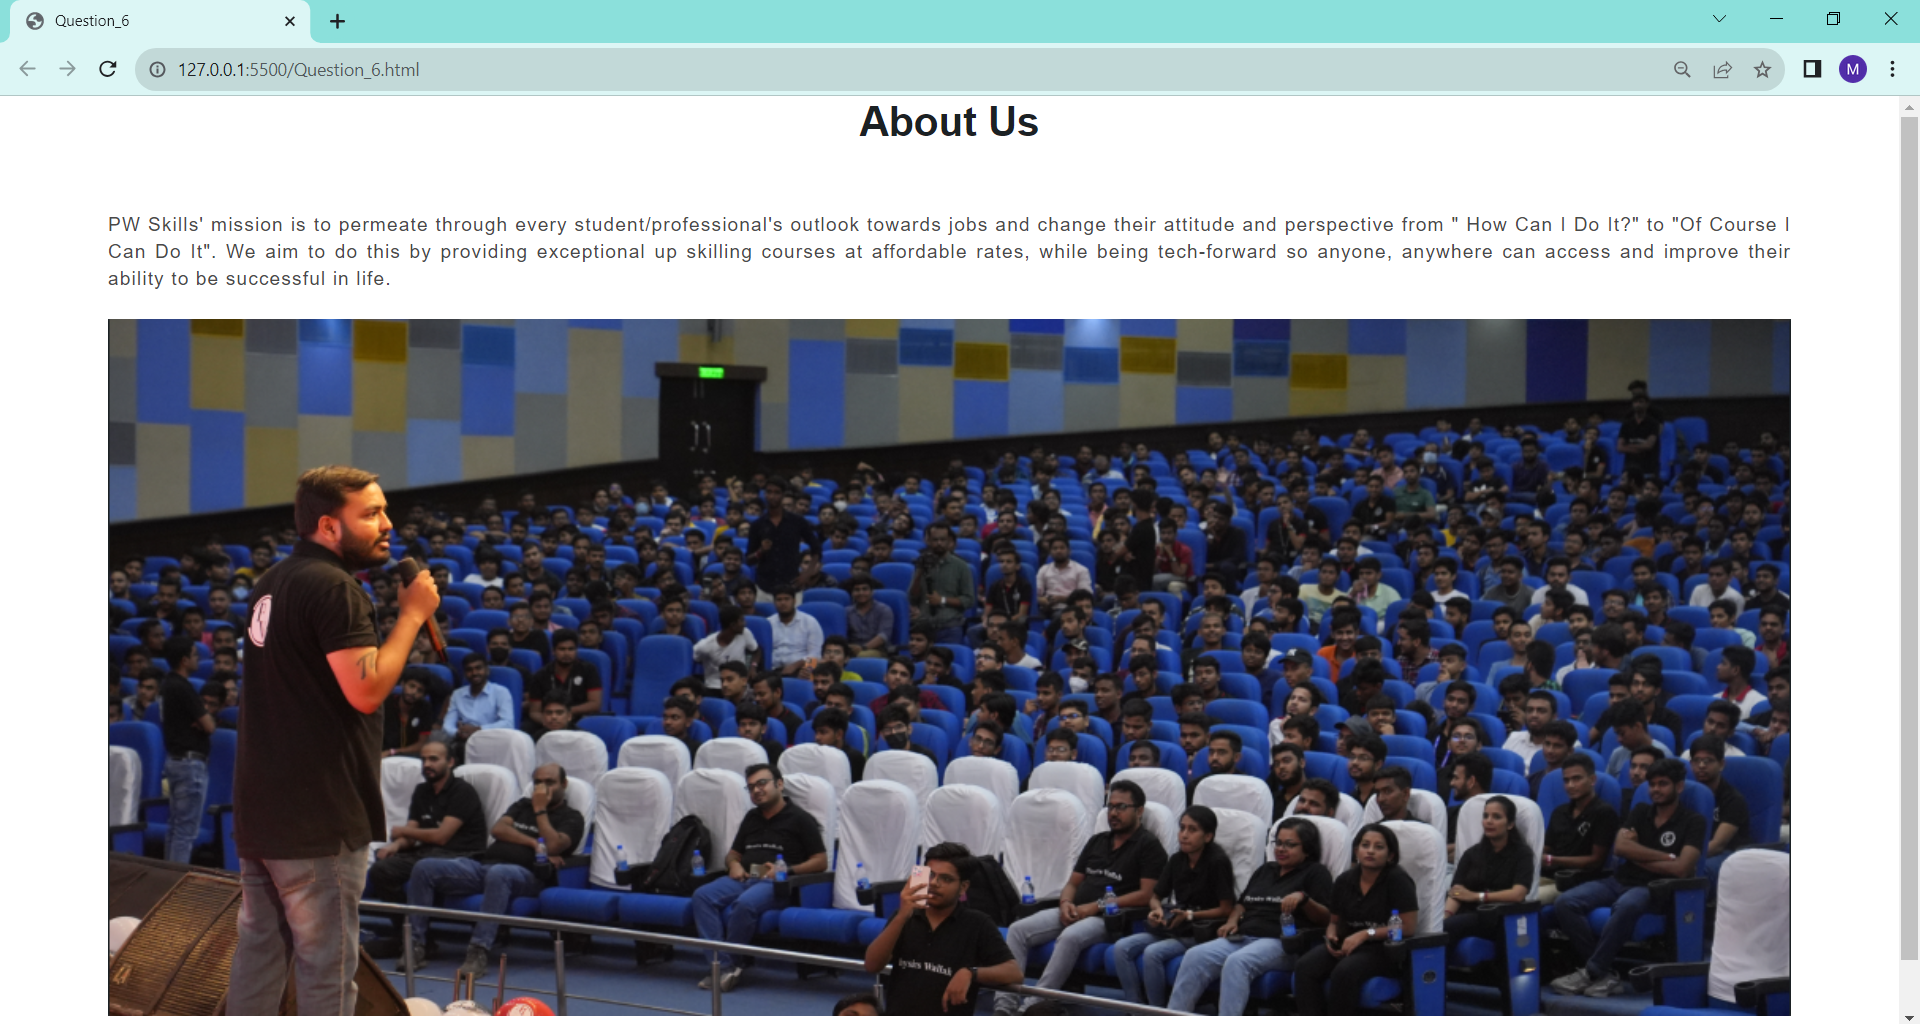 Question_6
127.0.0.1:5500/Question_6.html
M
About Us
PW Skills' mission is to permeate through every student/professional's outlook towards jobs and change their attitude and perspective from " How Can I Do It?" to "Of Course I
Can Do It". We aim to do this by providing exceptional up skilling courses at affordable rates, while being tech-forward so anyone, anywhere can access and improve their
ability to be successful in life.